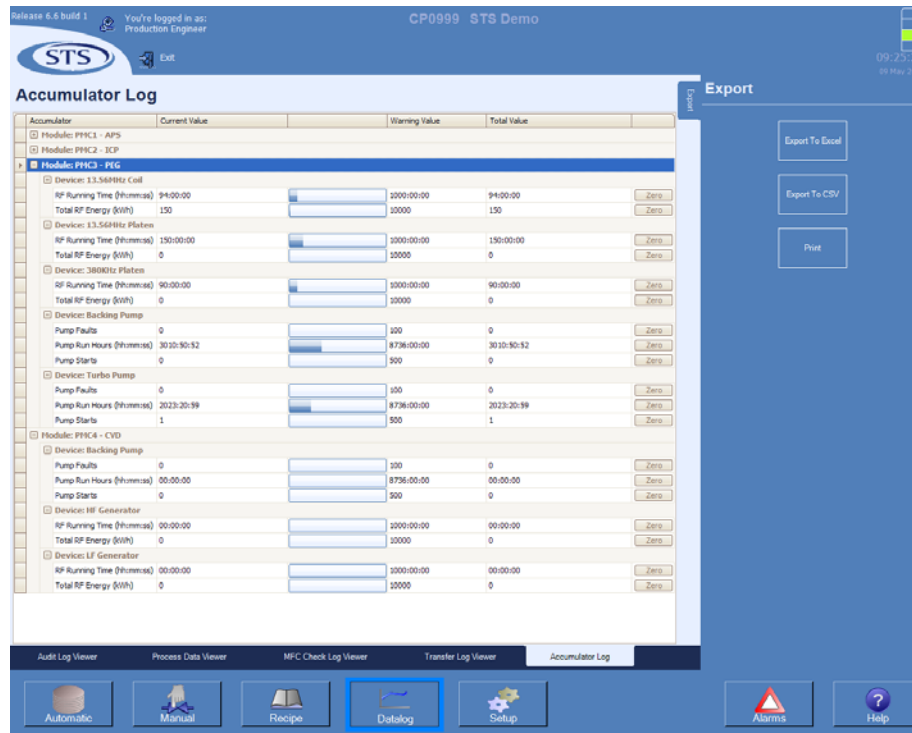 Release 6.6 build 1
You're logged in as:
Production Engineer
CP0999 STS Demo
STS
Exit
09:25:
09 May 2
Accumulator Log
Export
Export
Accumulator Current Value Warning Value Total Value
Module: PMC1 - APS
Module: PMC2 - ICP
Module: PMC3 - PEG
Device: 13.56MHz Coil
RF Running Time (hh:mm:ss) 94:00:00 1000:00:00 94:00:00 Zero
Total RF Energy (kWh) 150 10000 150 Zero
Device: 13.56MHz Platen
RF Running Time (hh:mm:ss) 150:00:00 1000:00:00 150:00:00 Zero
Total RF Energy (kWh) 0 10000 0 Zero
Device: 380KHz Platen
RF Running Time (hh:mm:ss) 90:00:00 1000:00:00 90:00:00 Zero
Total RF Energy (kWh) 0 10000 0 Zero
Device: Backing Pump
Pump Faults 0 100 0 Zero
Pump Run Hours (hh:mm:ss) 3010:50:52 8736:00:00 3010:50:52 Zero
Pump Starts 0 500 0 Zero
Device: Turbo Pump
Pump Faults 0 100 0 Zero
Pump Run Hours (hh:mm:ss) 2023:20:59 8736:00:00 2023:20:59 Zero
Pump Starts 1 500 1 Zero
Module: PMC4 - CVD
Device: Backing Pump
Pump Faults 0 100 0 Zero
Pump Run Hours (hh:mm:ss) 00:00:00 8736:00:00 00:00:00 Zero
Pump Starts 0 500 0 Zero
Device: HF Generator
RF Running Time (hh:mm:ss) 00:00:00 1000:00:00 00:00:00 Zero
Total RF Energy (kWh) 0 10000 0 Zero
Device: LF Generator
RF Running Time (hh:mm:ss) 00:00:00 1000:00:00 00:00:00 Zero
Total RF Energy (kWh) 0 10000 0 Zero
Export To Excel
Export To CSV
Print
Audit Log Viewer Process Data Viewer MFC Check Log Viewer Transfer Log Viewer Accumulator Log
Automatic Manual Recipe Datalog Setup Alarms Help